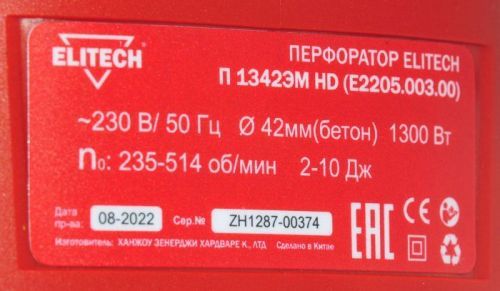 ELITECH
ПЕРФОРАТОР ELITECH
П 1342ЭМ HD (E2205.003.00)
~230 В/ 50 Гц Ø 42мм(бетон) 1300 Вт
n₀: 235-514 об/мин 2-10 Дж
Дата пр-ва: 08-2022 Сер.№ ZH1287-00374
Изготовитель: ХАНЖОУ ЗЕНЕРДЖИ ХАРДВАРЕ К., ЛТД Сделано в Китае
EAC CE